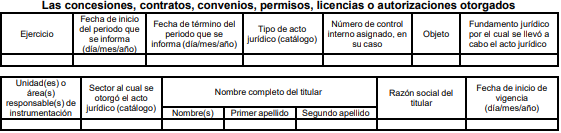 Las concesiones, contratos, convenios, permisos, licencias o autorizaciones otorgados
Ejercicio
Fecha de inicio
del periodo que
se informa
(día/mes/año)
Fecha de término del
periodo que se
informa (día/mes/año)
Tipo de acto
jurídico (catálogo)
Número de control
interno asignado, en
su caso
Objeto
Fundamento jurídico
por el cual se llevó a
cabo el acto jurídico
Unidad(es) o
área(s)
responsable(s) de
instrumentación
Sector al cual se
otorgó el acto
jurídico (catálogo)
Nombre completo del titular
Nombre(s)
Primer apellido
Segundo apellido
Razón social del
titular
Fecha de inicio de
vigencia
(día/mes/año)